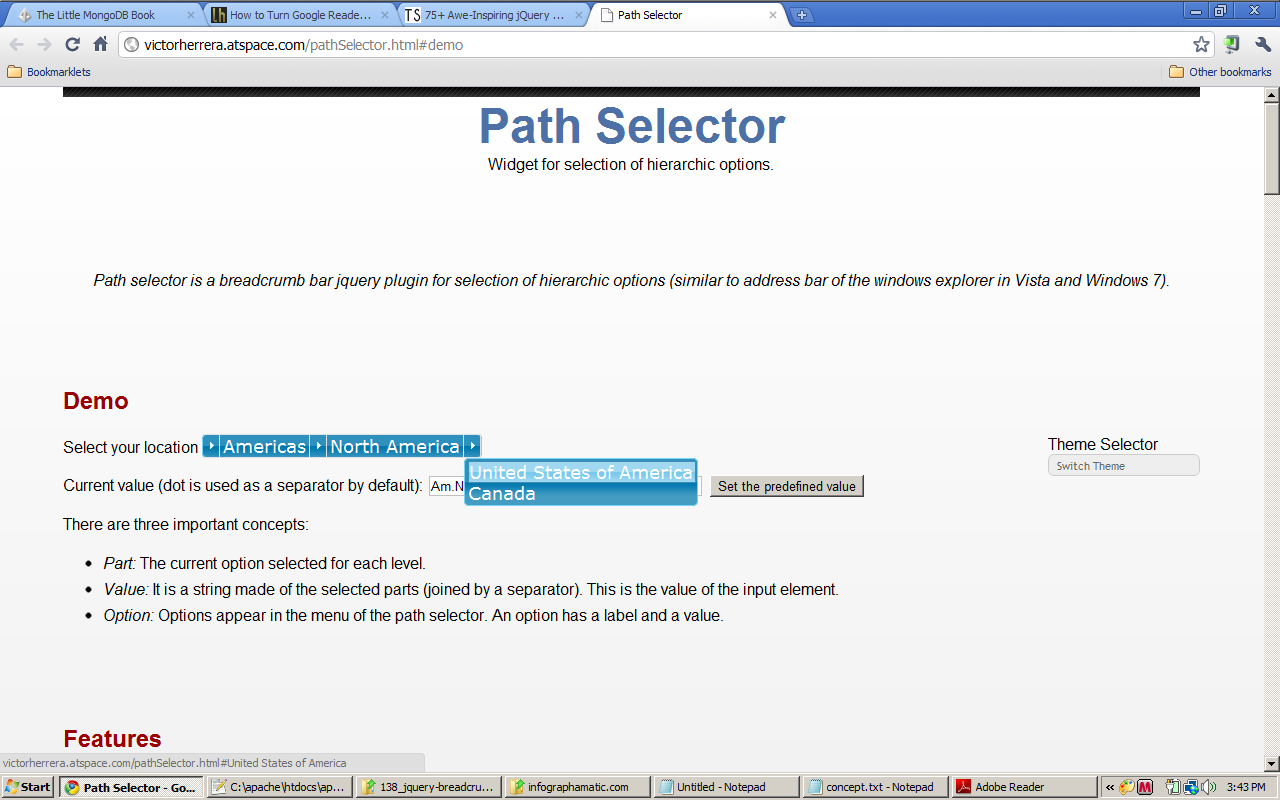 The Little MongoDB Book
How to Turn Google Reade...
TS 75+ Awe-Inspiring jQuery ...
Path Selector
victorherrera.atspace.com/pathSelector.html#demo
Bookmarklets
Other bookmarks
Path Selector
Widget for selection of hierarchic options.
Path selector is a breadcrumb bar jquery plugin for selection of hierarchic options (similar to address bar of the windows explorer in Vista and Windows 7).
Demo
Select your location Americas North America
Theme Selector
Switch Theme
United States of America
Canada
Current value (dot is used as a separator by default): Am.N
Set the predefined value
There are three important concepts:
Part: The current option selected for each level.
Value: It is a string made of the selected parts (joined by a separator). This is the value of the input element.
Option: Options appear in the menu of the path selector. An option has a label and a value.
Features
victorherrera.atspace.com/pathSelector.html#United States of America
Start
Path Selector - Go...
C:\apache\htdocs\ap...
138_jquery-breadcru...
infographamatic.com
Untitled - Notepad
concept.txt - Notepad
Adobe Reader
3:43 PM